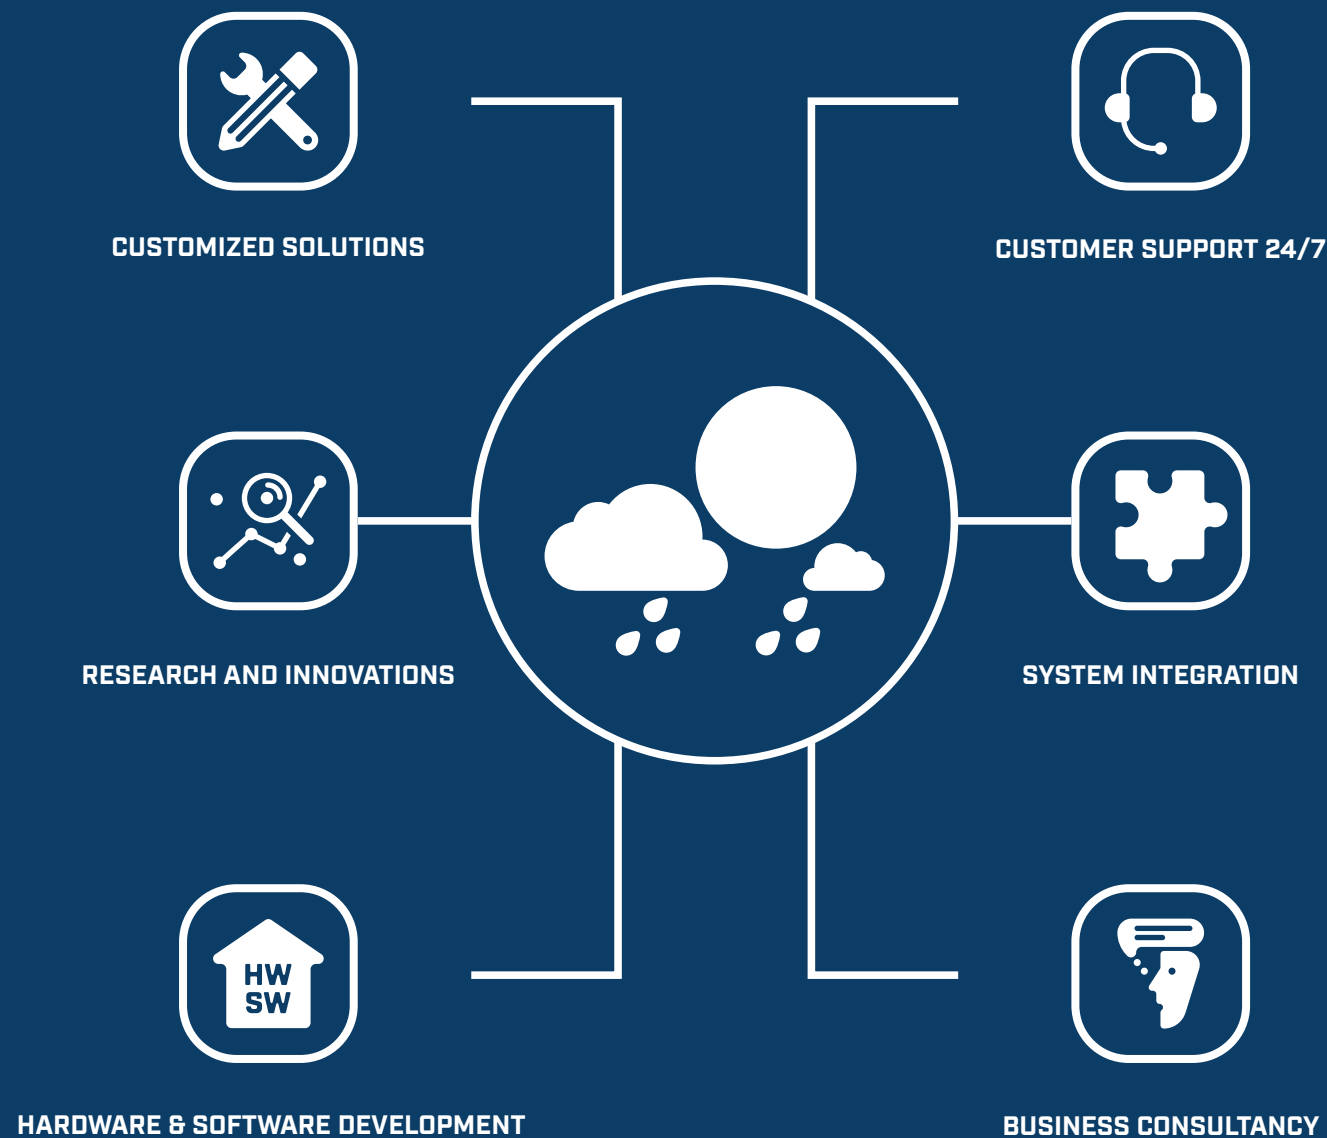 CUSTOMIZED SOLUTIONS
CUSTOMER SUPPORT 24/7
RESEARCH AND INNOVATIONS
SYSTEM INTEGRATION
HW
SW
HARDWARE & SOFTWARE DEVELOPMENT
BUSINESS CONSULTANCY